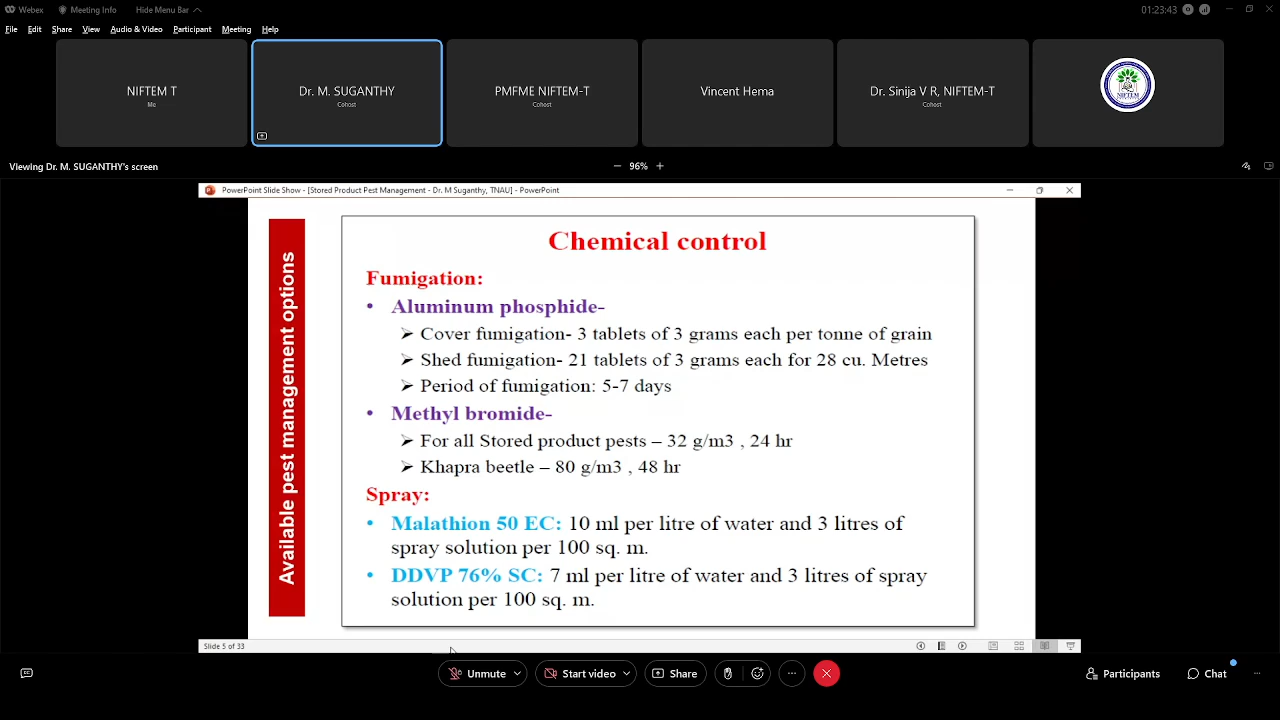 Webex
Meeting Info
Hide Menu Bar
01:23:43
File Edit Share View Audio & Video Participant Meeting Help
NIFTEM T
Me
Dr. M. SUGANTHY
Cohost
PMFME NIFTEM-T
Cohost
Vincent Hema
Dr. Sinija V R, NIFTEM-T
Cohost
NIFTEM
Viewing Dr. M. SUGANTHY's screen
96%
PowerPoint Slide Show - [Stored Product Pest Management - Dr. M Suganthy, TNAU] - PowerPoint
Available pest management options
Chemical control
Fumigation:
• Aluminum phosphide-
➢ Cover fumigation- 3 tablets of 3 grams each per tonne of grain
➢ Shed fumigation- 21 tablets of 3 grams each for 28 cu. Metres
➢ Period of fumigation: 5-7 days
• Methyl bromide-
➢ For all Stored product pests – 32 g/m3 , 24 hr
➢ Khapra beetle – 80 g/m3 , 48 hr
Spray:
• Malathion 50 EC: 10 ml per litre of water and 3 litres of
spray solution per 100 sq. m.
• DDVP 76% SC: 7 ml per litre of water and 3 litres of spray
solution per 100 sq. m.
Slide 5 of 33
Unmute
Start video
Share
Participants
Chat